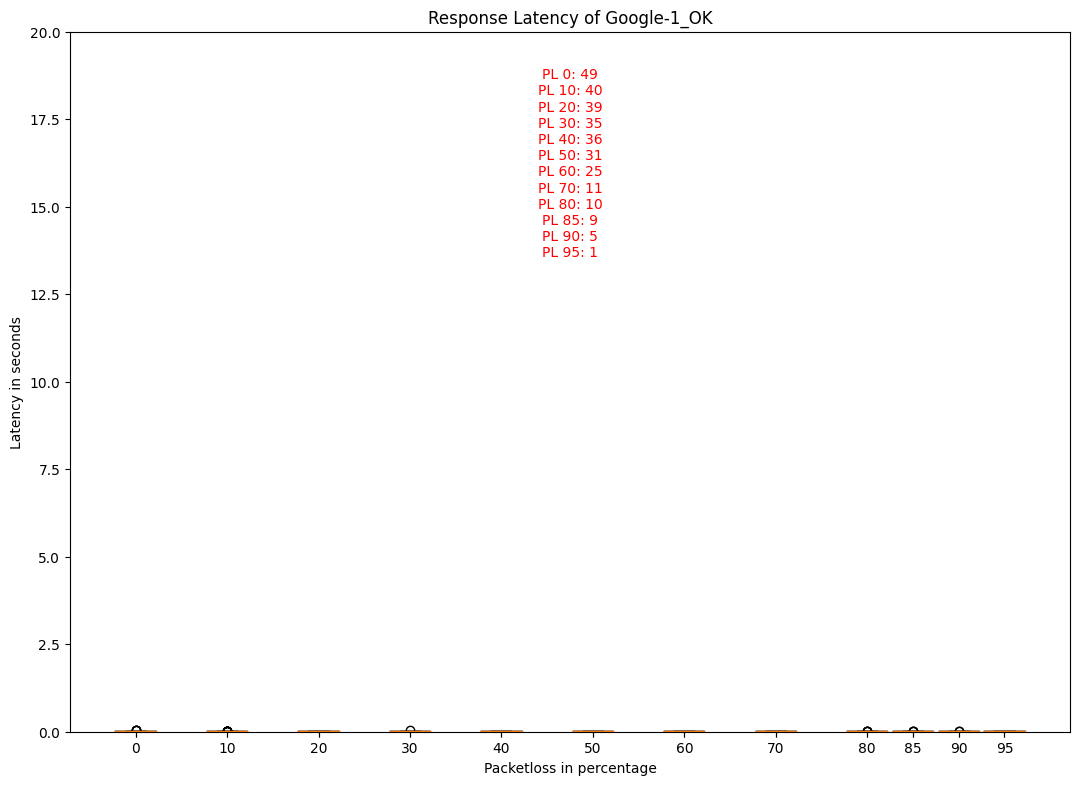 Response Latency of Google-1_OK
20.0
17.5
15.0
12.5
10.0
7.5
5.0
2.5
0.0
Latency in seconds
PL 0: 49
PL 10: 40
PL 20: 39
PL 30: 35
PL 40: 36
PL 50: 31
PL 60: 25
PL 70: 11
PL 80: 10
PL 85: 9
PL 90: 5
PL 95: 1
0 10 20 30 40 50 60 70 80 85 90 95
Packetloss in percentage